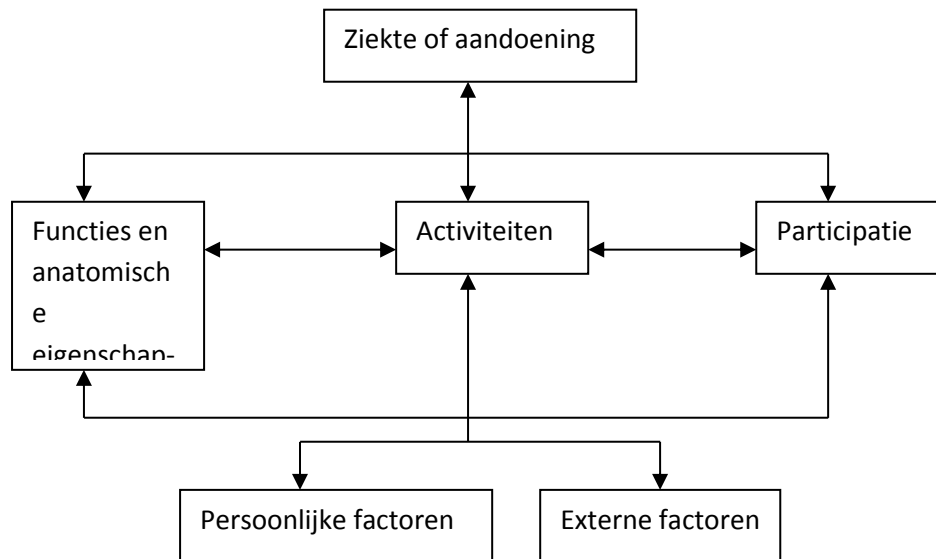 Ziekte of aandoening
Functies en
anatomisch
e
eigenschap-
Activiteiten
Participatie
Persoonlijke factoren
Externe factoren